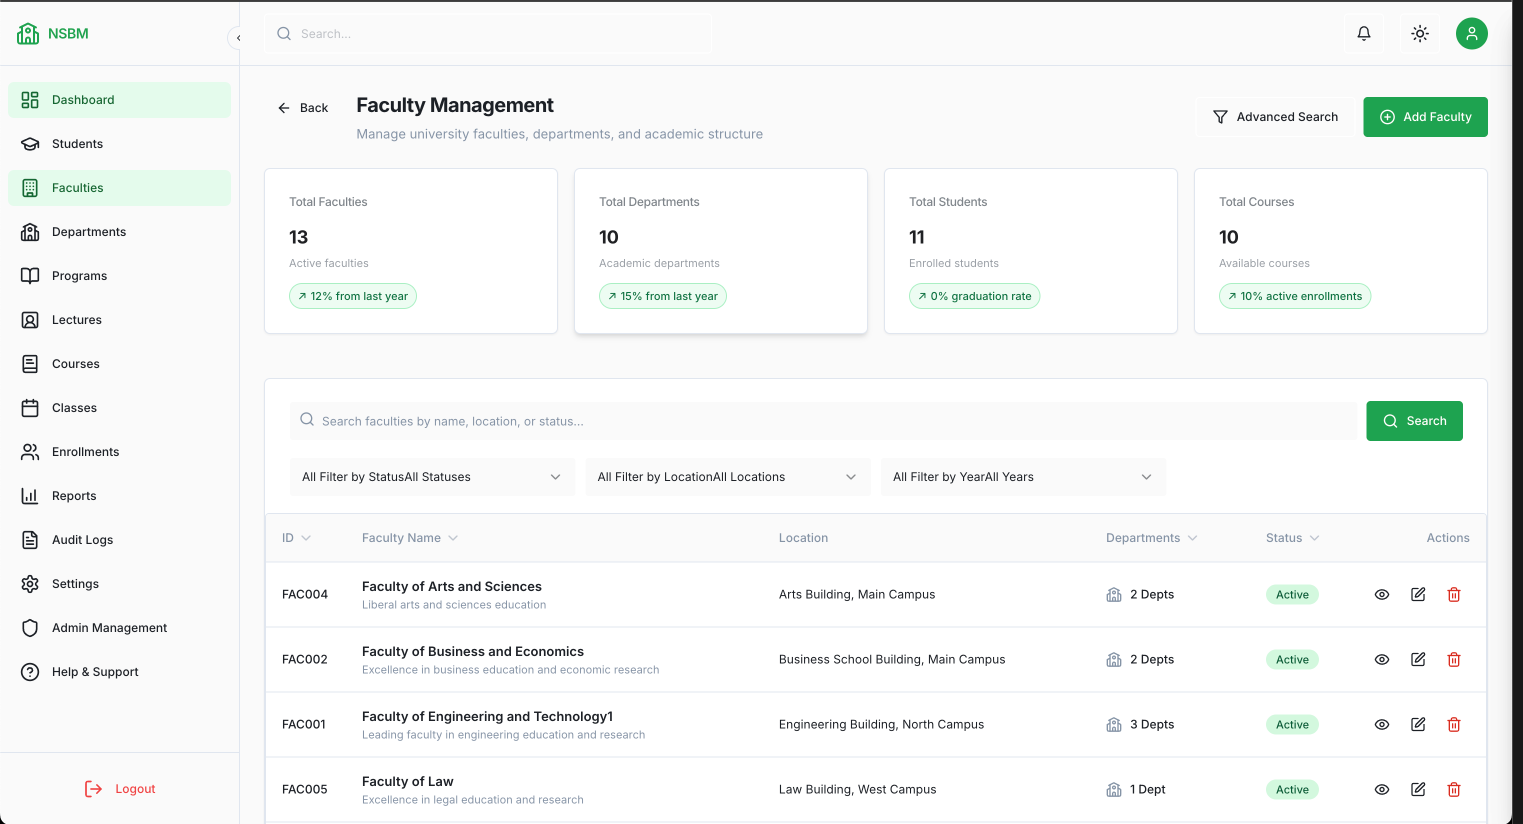 NSBM
Search...
Dashboard
Students
Faculties
Departments
Programs
Lectures
Courses
Classes
Enrollments
Reports
Audit Logs
Settings
Admin Management
Help & Support
Logout
Back
Faculty Management
Manage university faculties, departments, and academic structure
Advanced Search
Add Faculty
Total Faculties
13
Active faculties
12% from last year
Total Departments
10
Academic departments
15% from last year
Total Students
11
Enrolled students
0% graduation rate
Total Courses
10
Available courses
10% active enrollments
Search faculties by name, location, or status...
Search
All Filter by StatusAll Statuses
All Filter by LocationAll Locations
All Filter by YearAll Years
ID Faculty Name Location Departments Status Actions
FAC004 Faculty of Arts and Sciences Arts Building, Main Campus 2 Depts Active
Liberal arts and sciences education
FAC002 Faculty of Business and Economics Business School Building, Main Campus 2 Depts Active
Excellence in business education and economic research
FAC001 Faculty of Engineering and Technology1 Engineering Building, North Campus 3 Depts Active
Leading faculty in engineering education and research
FAC005 Faculty of Law Law Building, West Campus 1 Dept Active
Excellence in legal education and research